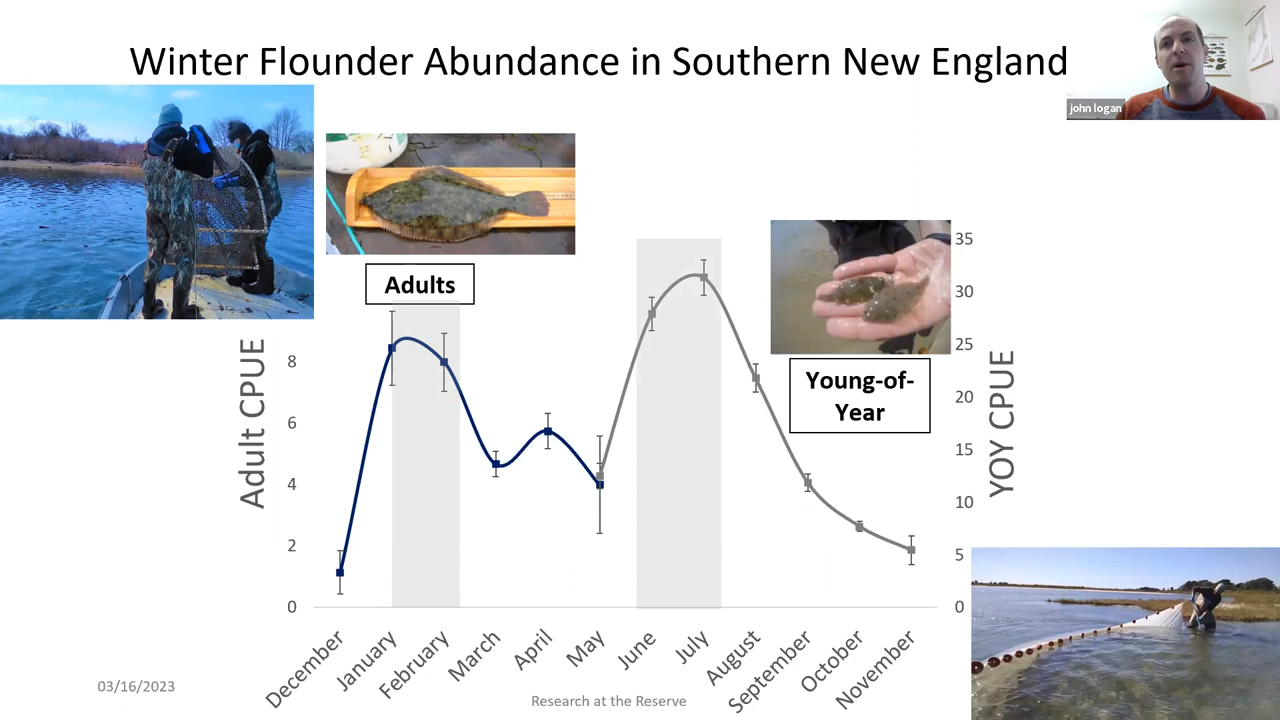 Winter Flounder Abundance in Southern New England
john logan
Adults
Young-of-
Year
Adult CPUE
8
6
4
2
0
35
30
25
20
15
10
5
0
YOY CPUE
December
January
February
March
April
May
June
July
August
September
October
November
03/16/2023
Research at the Reserve